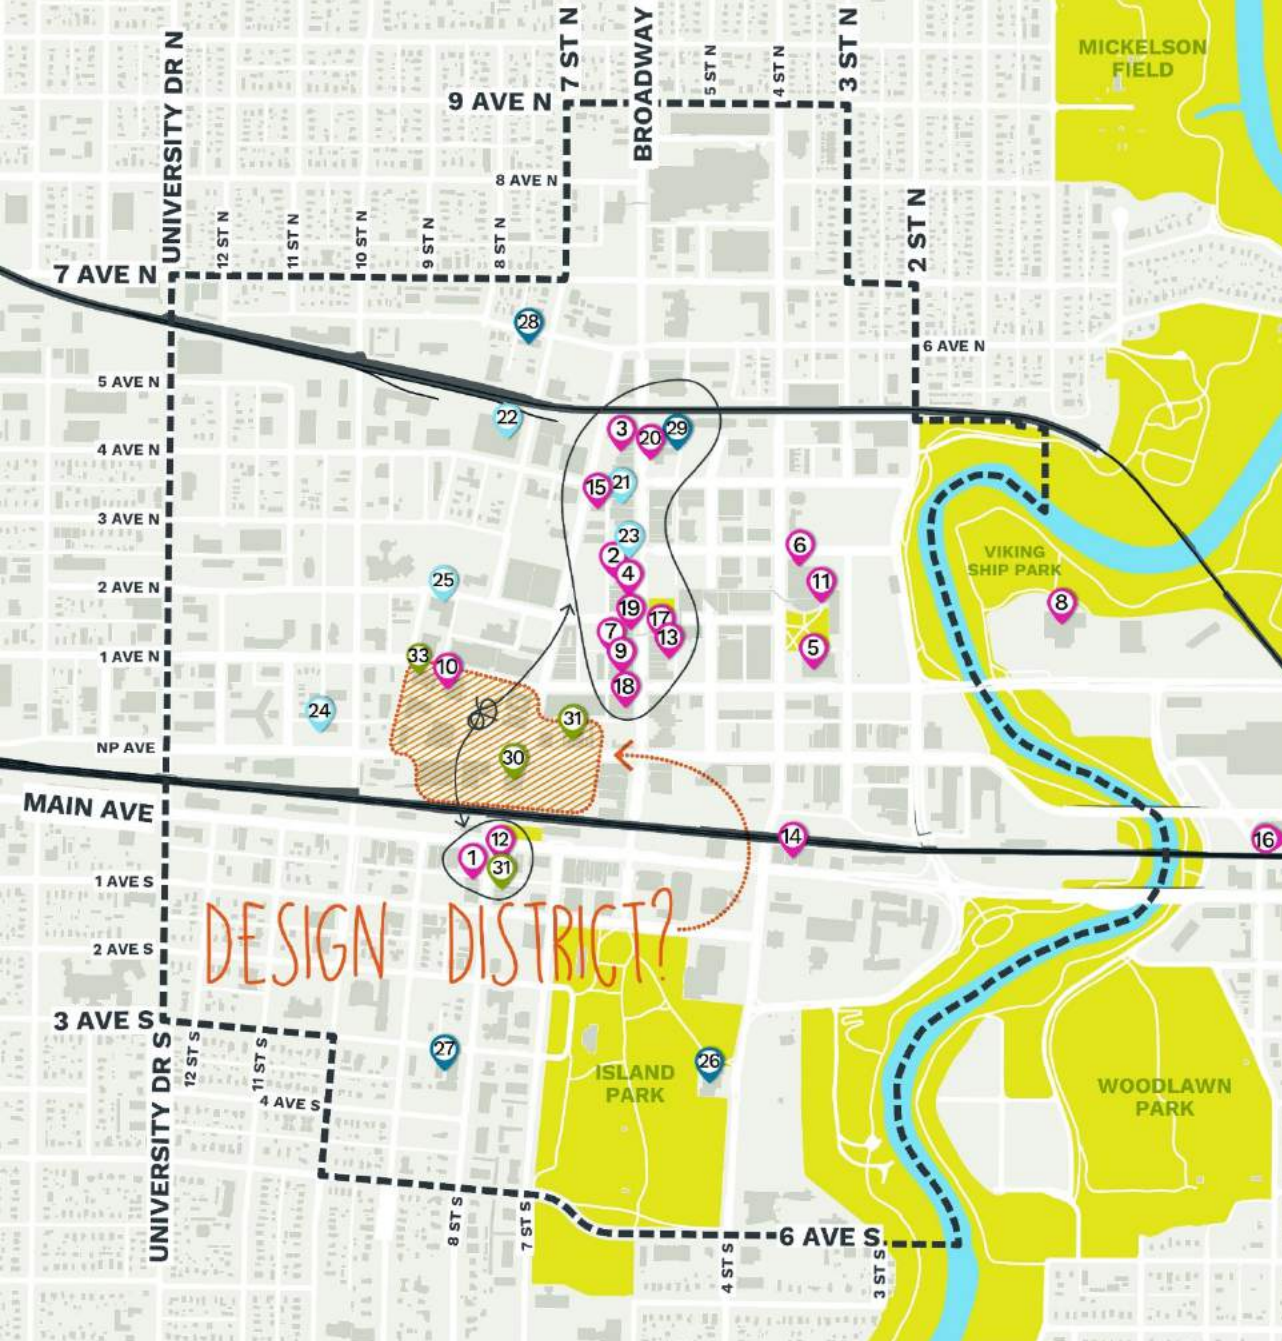 MICKELSON
FIELD
7 ST N
BROADWAY
5 ST N
4 ST N
3 ST N
UNIVERSITY DR N
9 AVE N
8 AVE N
12 ST N
11 ST N
10 ST N
9 ST N
8 ST N
2 ST N
7 AVE N
28
6 AVE N
5 AVE N
22
3
20
29
4 AVE N
15
21
3 AVE N
23
6
2
VIKING
SHIP PARK
25
4
11
2 AVE N
19
17
8
7
13
9
5
1 AVE N
33
10
18
24
31
NP AVE
30
MAIN AVE
12
14
16
1
31
1 AVE S
DESIGN DISTRICT?
2 AVE S
3 AVE S
UNIVERSITY DR S
12 ST S
11 ST S
4 AVE S
27
26
ISLAND
PARK
WOODLAWN
PARK
8 ST S
7 ST S
6 AVE S
4 ST S
3 ST S